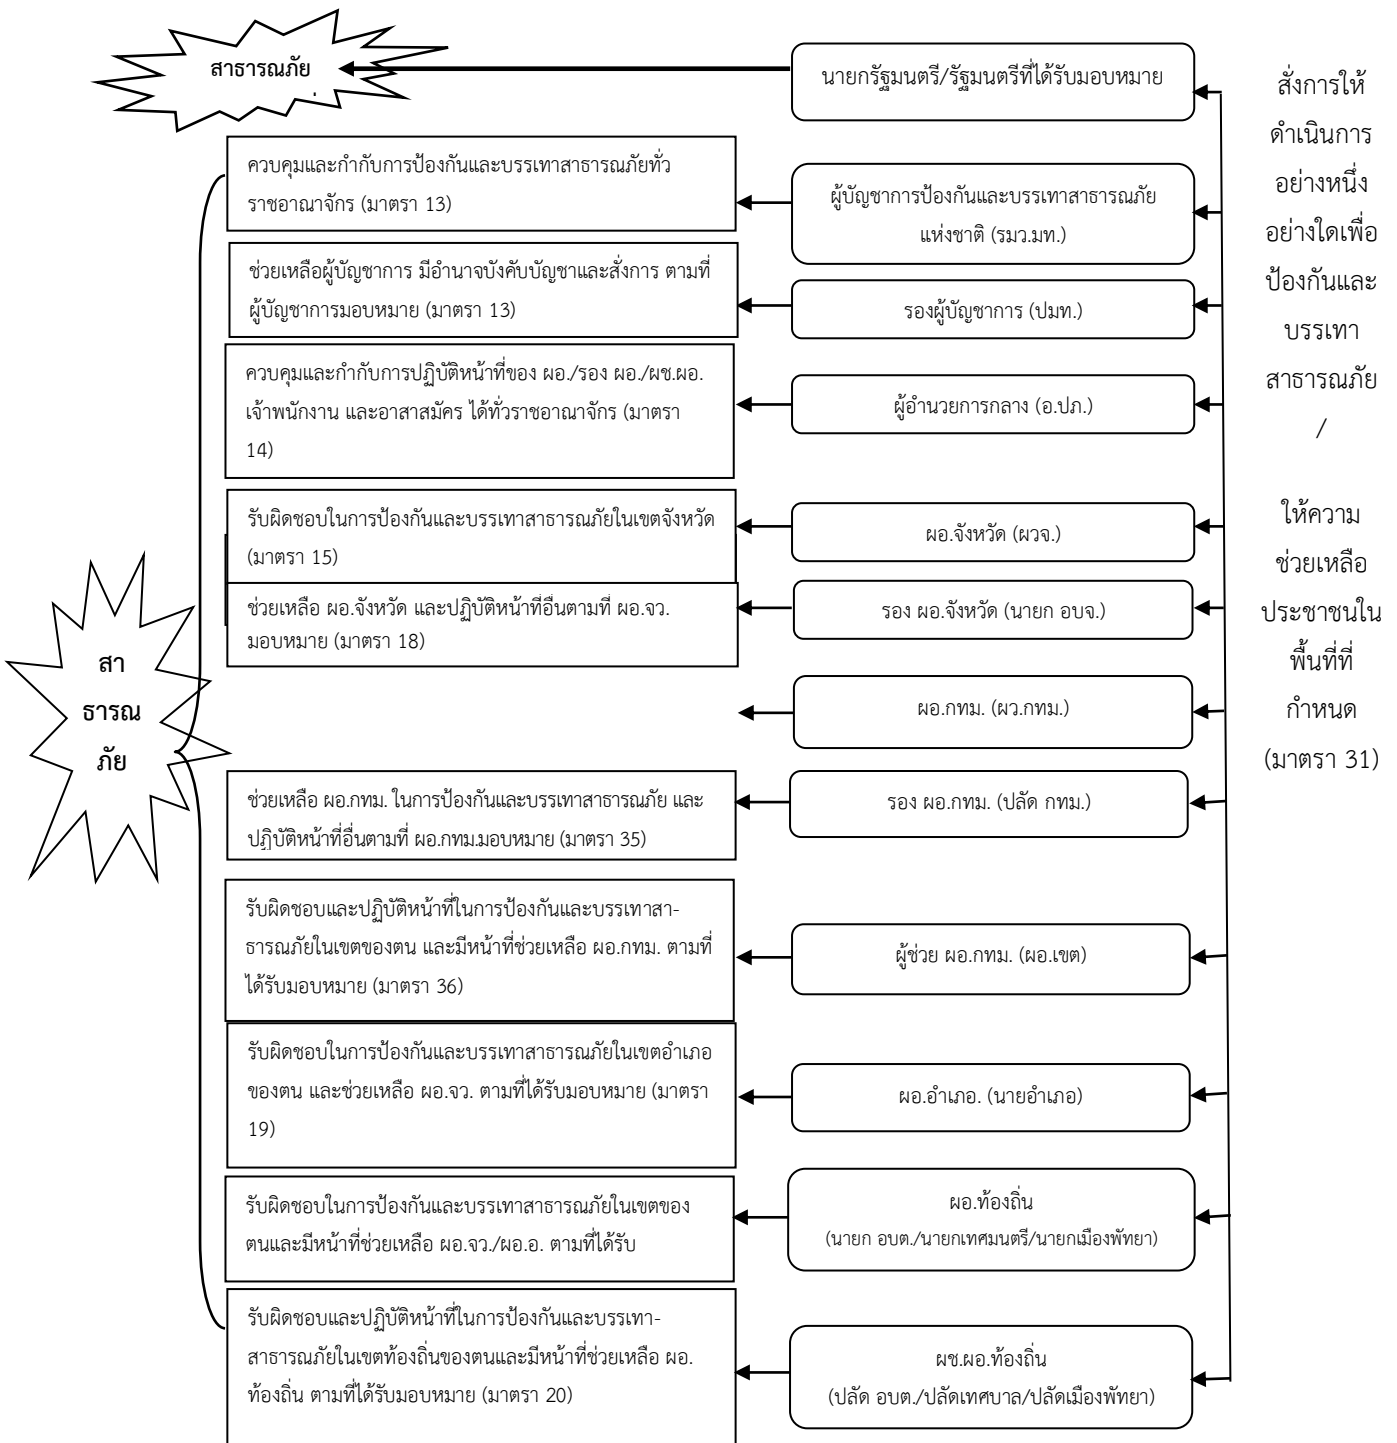 สาธารณภัย
นายกรัฐมนตรี/รัฐมนตรีที่ได้รับมอบหมาย
ควบคุมและกำกับการป้องกันและบรรเทาสาธารณภัยทั่ว
ราชอาณาจักร (มาตรา 13)
ผู้บัญชาการป้องกันและบรรเทาสาธารณภัย
แห่งชาติ (รมว.มท.)
ช่วยเหลือผู้บัญชาการ มีอำนาจบังคับบัญชาและสั่งการ ตามที่
ผู้บัญชาการมอบหมาย (มาตรา 13)
รองผู้บัญชาการ (ปมท.)
ควบคุมและกำกับการปฏิบัติหน้าที่ของ ผอ./รอง ผอ./ผช.ผอ.
เจ้าพนักงาน และอาสาสมัคร ได้ทั่วราชอาณาจักร (มาตรา
14)
ผู้อำนวยการกลาง (อ.ปภ.)
รับผิดชอบในการป้องกันและบรรเทาสาธารณภัยในเขตจังหวัด
(มาตรา 15)
ผอ.จังหวัด (ผวจ.)
ช่วยเหลือ ผอ.จังหวัด และปฏิบัติหน้าที่อื่นตามที่ ผอ.จว.
มอบหมาย (มาตรา 18)
รอง ผอ.จังหวัด (นายก อบจ.)
ผอ.กทม. (ผว.กทม.)
ช่วยเหลือ ผอ.กทม. ในการป้องกันและบรรเทาสาธารณภัย และ
ปฏิบัติหน้าที่อื่นตามที่ ผอ.กทม.มอบหมาย (มาตรา 35)
รอง ผอ.กทม. (ปลัด กทม.)
รับผิดชอบและปฏิบัติหน้าที่ในการป้องกันและบรรเทาสา-
ธารณภัยในเขตของตน และมีหน้าที่ช่วยเหลือ ผอ.กทม. ตามที่
ได้รับมอบหมาย (มาตรา 36)
ผู้ช่วย ผอ.กทม. (ผอ.เขต)
รับผิดชอบในการป้องกันและบรรเทาสาธารณภัยในเขตอำเภอ
ของตน และช่วยเหลือ ผอ.จว. ตามที่ได้รับมอบหมาย (มาตรา
19)
ผอ.อำเภอ. (นายอำเภอ)
รับผิดชอบในการป้องกันและบรรเทาสาธารณภัยในเขตของ
ตนและมีหน้าที่ช่วยเหลือ ผอ.จว./ผอ.อ. ตามที่ได้รับ
ผอ.ท้องถิ่น
(นายก อบต./นายกเทศมนตรี/นายกเมืองพัทยา)
รับผิดชอบและปฏิบัติหน้าที่ในการป้องกันและบรรเทา-
สาธารณภัยในเขตท้องถิ่นของตนและมีหน้าที่ช่วยเหลือ ผอ.
ท้องถิ่น ตามที่ได้รับมอบหมาย (มาตรา 20)
ผช.ผอ.ท้องถิ่น
(ปลัด อบต./ปลัดเทศบาล/ปลัดเมืองพัทยา)
สา
ธารณ
ภัย
สั่งการให้
ดำเนินการ
อย่างหนึ่ง
อย่างใดเพื่อ
ป้องกันและ
บรรเทา
สาธารณภัย
/
ให้ความ
ช่วยเหลือ
ประชาชนใน
พื้นที่ที่
กำหนด
(มาตรา 31)